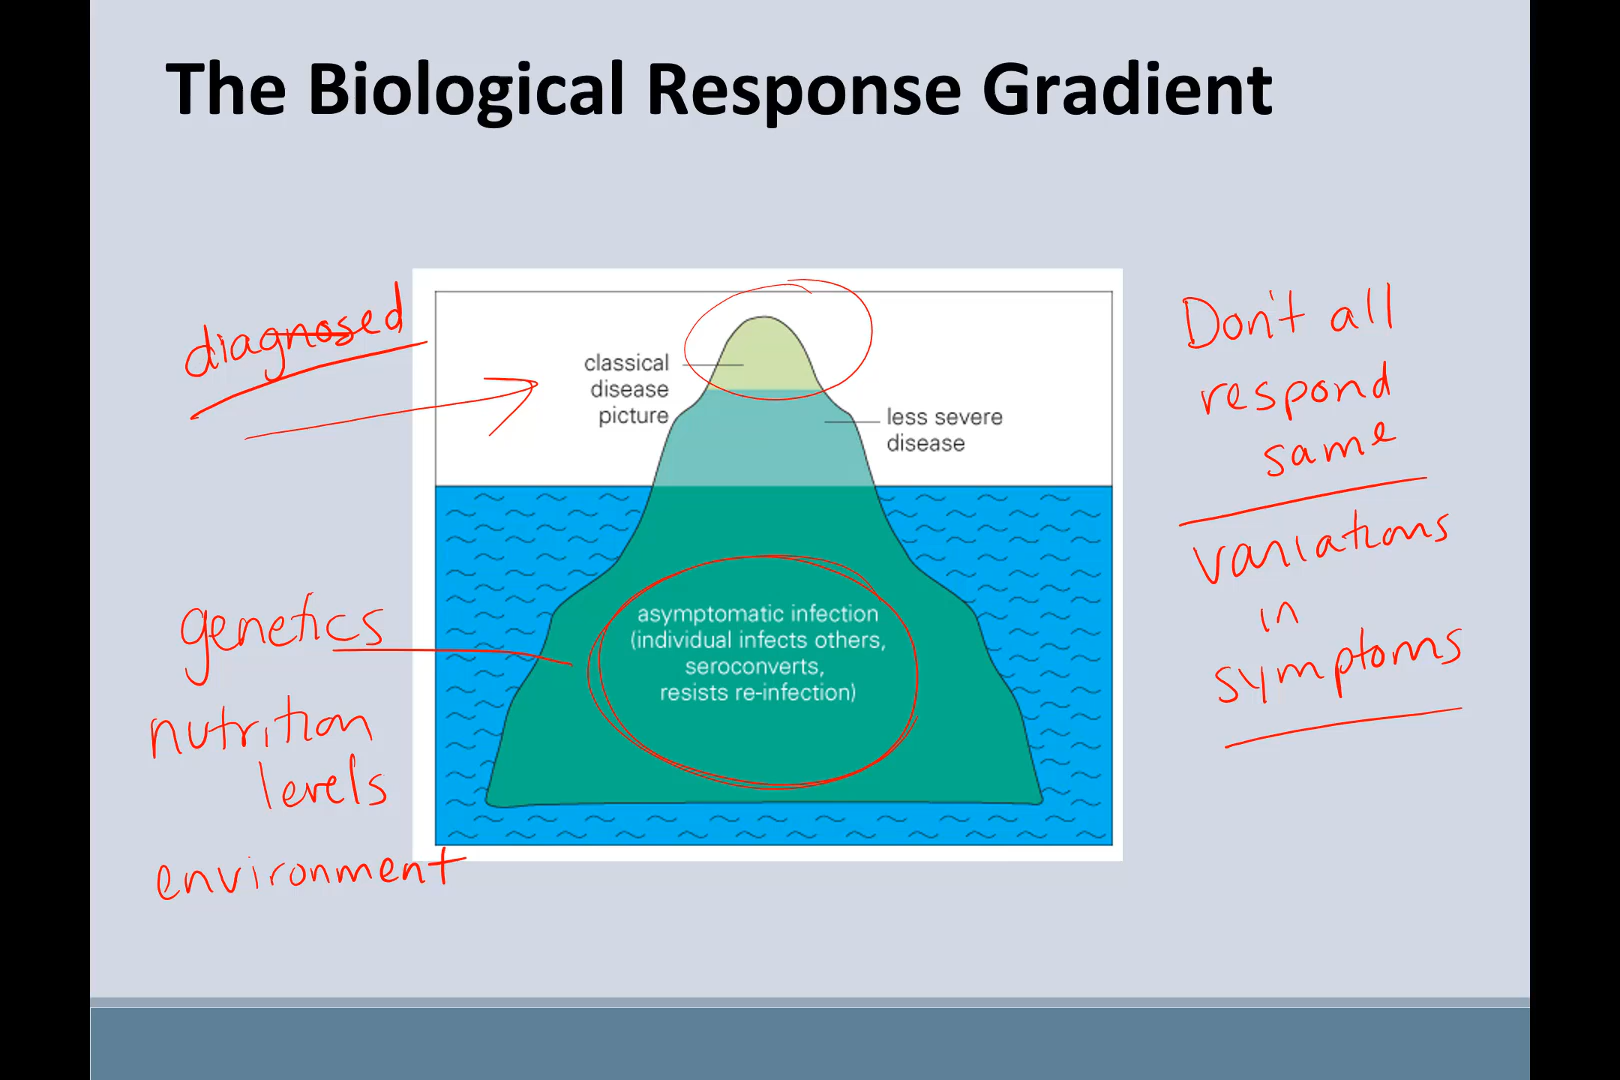 The Biological Response Gradient
diagnosed
classical
disease
picture
less severe
disease
asymptomatic infection
(individual infects others,
seroconverts,
resists re-infection)
genetics
nutrition
levels
environment
Don't all
respond
same
variations
in
symptoms